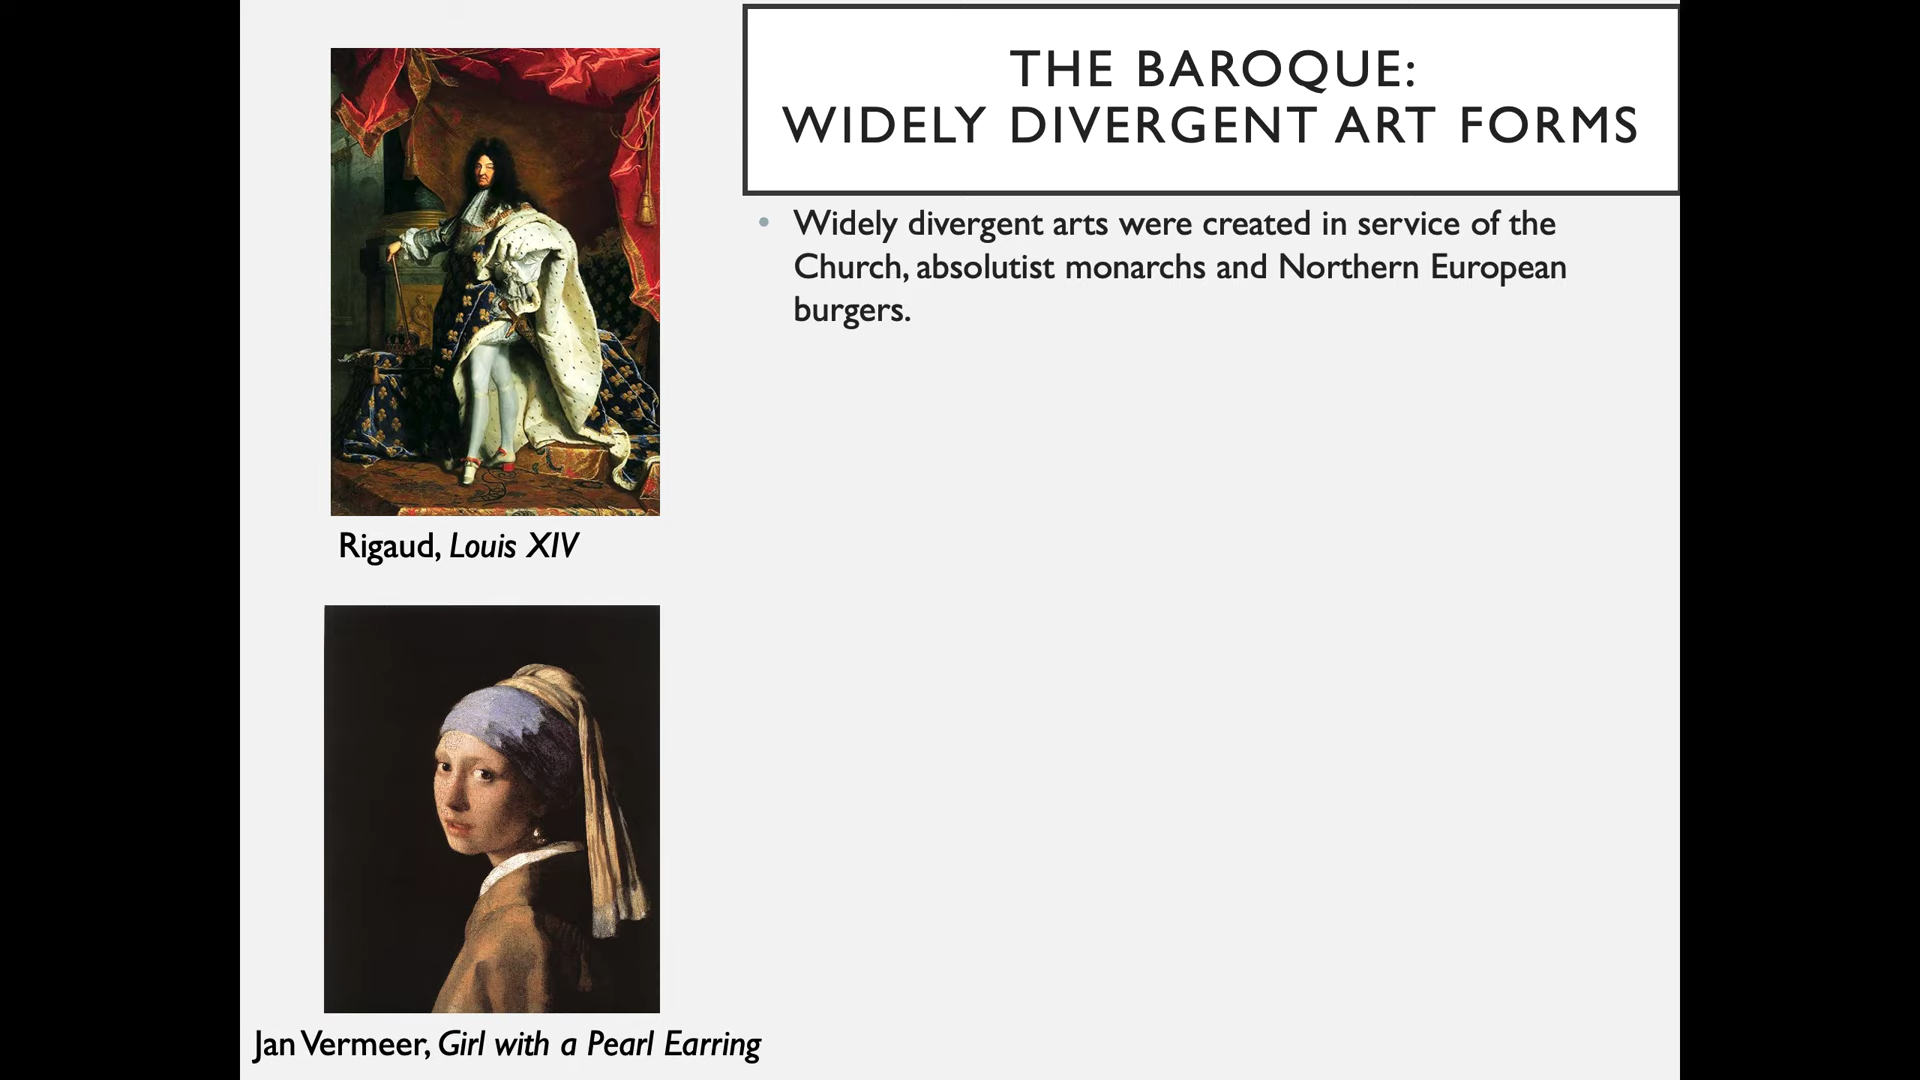 THE BAROQUE:
WIDELY DIVERGENT ART FORMS
• Widely divergent arts were created in service of the
Church, absolutist monarchs and Northern European
burgers.
Rigaud, Louis XIV
Jan Vermeer, Girl with a Pearl Earring